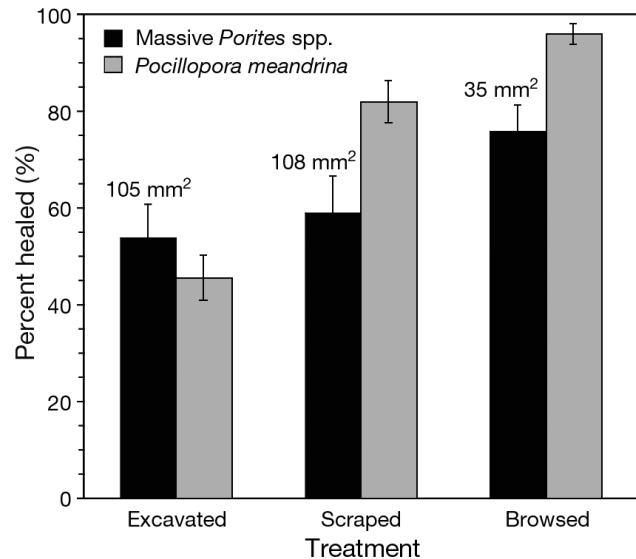 100
80
60
40
20
0
Percent healed (%)
Massive Porites spp.
Pocillopora meandrina
105 mm²
108 mm²
35 mm²
Excavated Scraped Browsed
Treatment